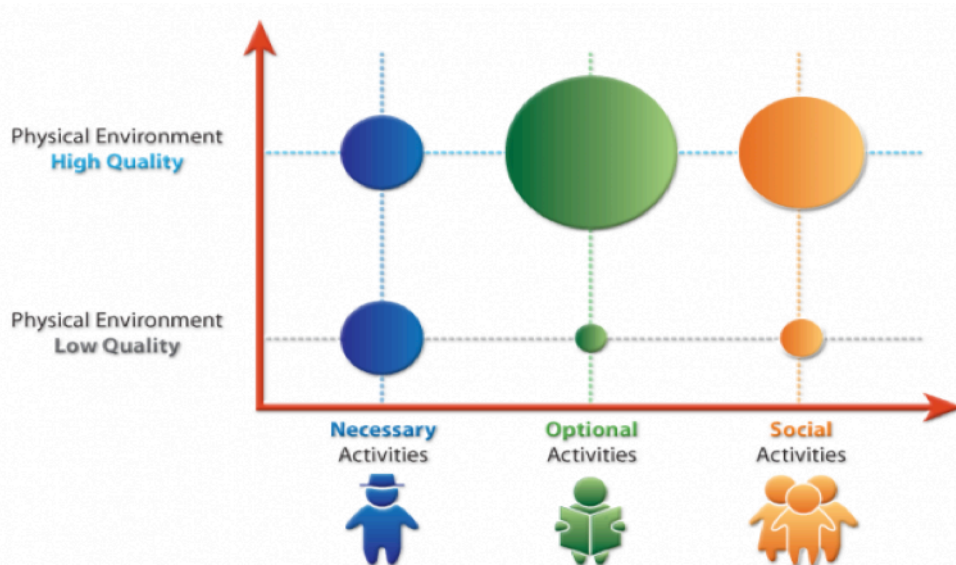 Physical Environment
High Quality
Physical Environment
Low Quality
Necessary
Activities
Optional
Activities
Social
Activities